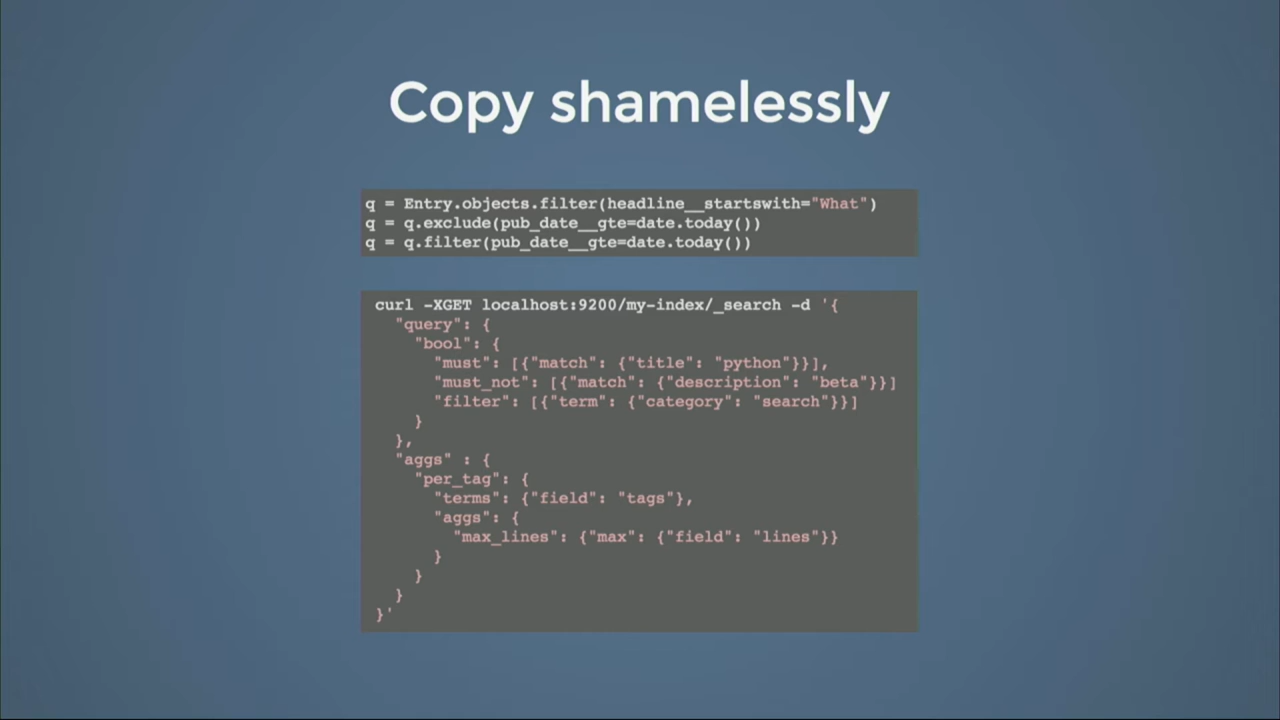 Copy shamelessly
q = Entry.objects.filter(headline__startswith="What")
q = q.exclude(pub_date__gte=date.today())
q = q.filter(pub_date__gte=date.today())
curl -XGET localhost:9200/my-index/_search -d '{
  "query": {
    "bool": {
      "must": [{"match": {"title": "python"}}],
      "must_not": [{"match": {"description": "beta"}}]
      "filter": [{"term": {"category": "search"}}]
    }
  },
  "aggs" : {
    "per_tag": {
      "terms": {"field": "tags"},
      "aggs": {
        "max_lines": {"max": {"field": "lines"}}
      }
    }
  }
}'